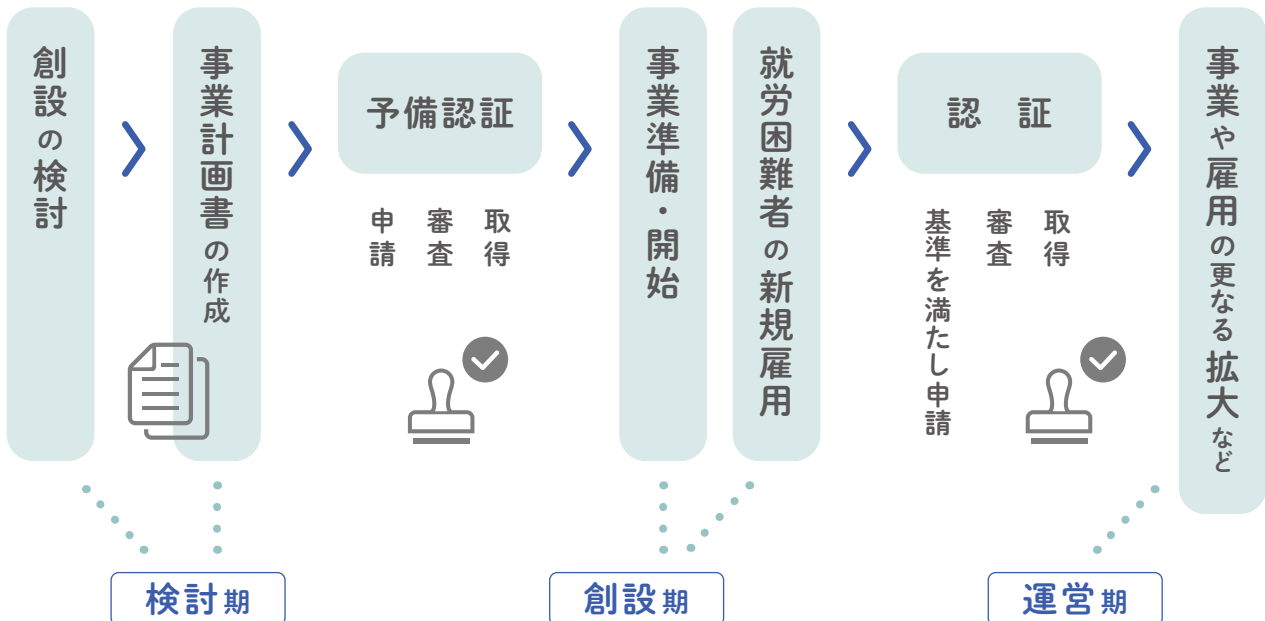 創設の検討
事業計画書の作成
予備認証
申請
審査
取得
事業準備・開始
就労困難者の新規雇用
認 証
基準を満たし申請
審査
取得
事業や雇用の更なる拡大など
検討期
創設期
運営期